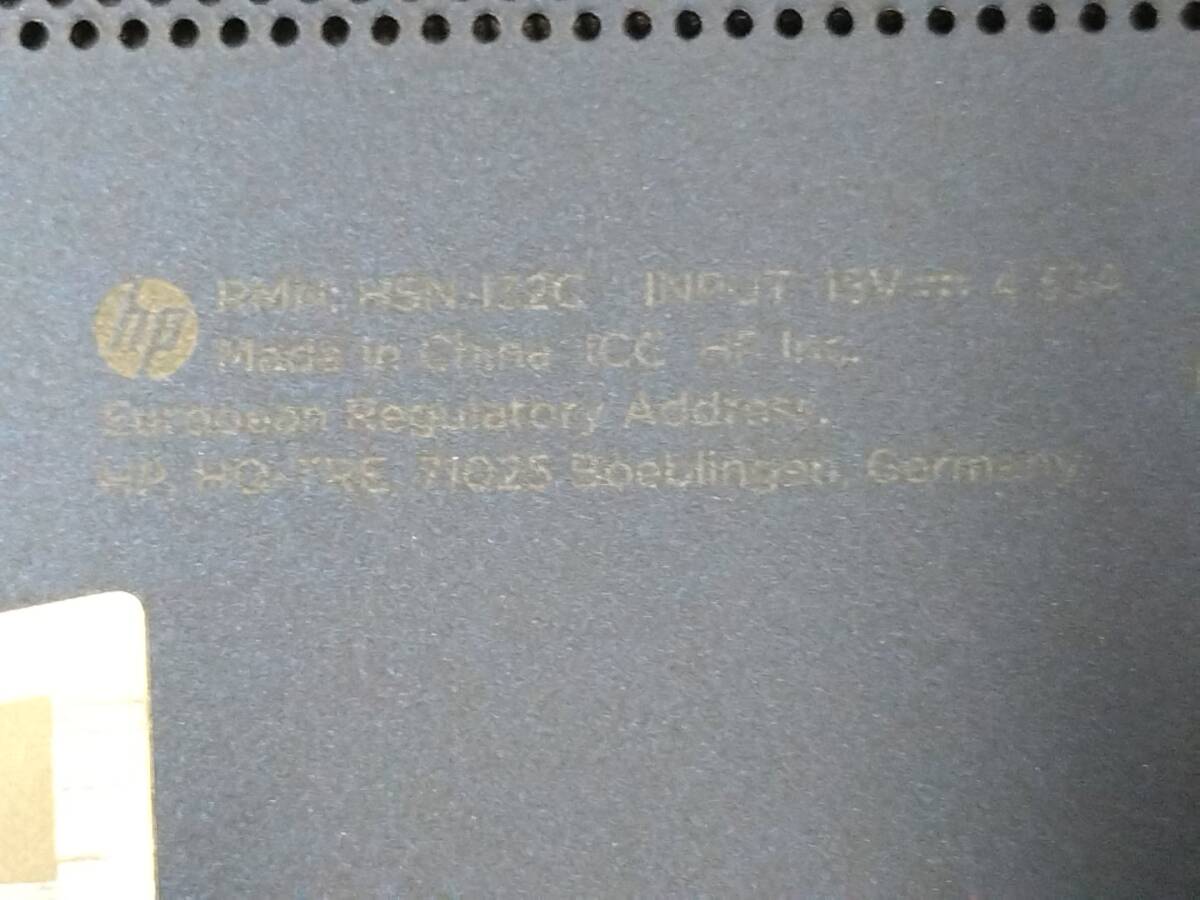 hp
RMN: HSN-I32C INPUT 19V⎓ 4.53A
Made in China ICC HP Inc.
European Regulatory Address:
HP, HQ-TRE, 71025 Boeblingen, Germany